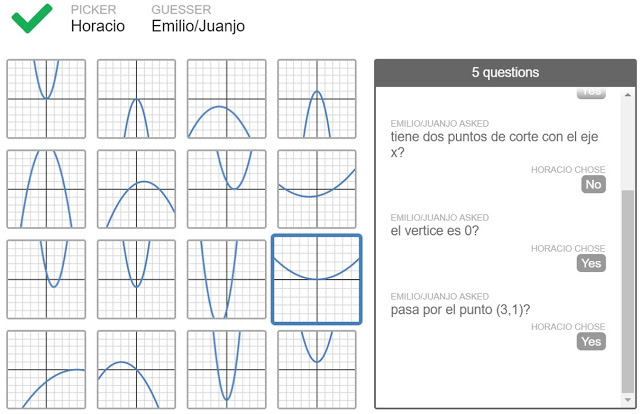 PICKER
GUESSER
Horacio
Emilio/Juanjo
5 questions
Yes
EMILIO/JUANJO ASKED
tiene dos puntos de corte con el eje
x?
HORACIO CHOSE
No
EMILIO/JUANJO ASKED
el vertice es 0?
HORACIO CHOSE
Yes
EMILIO/JUANJO ASKED
pasa por el punto (3,1)?
HORACIO CHOSE
Yes